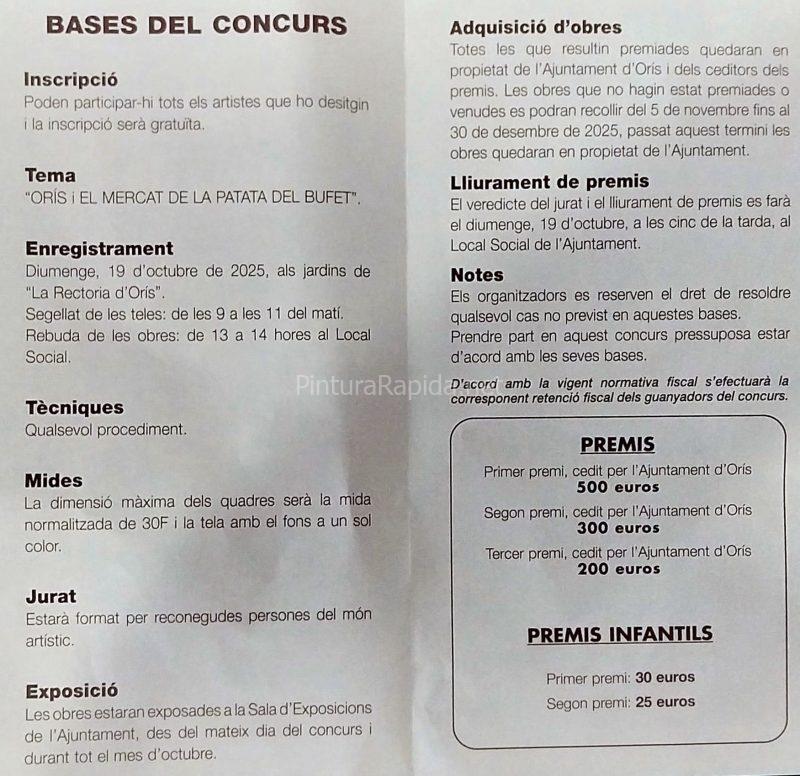 BASES DEL CONCURS
Inscripció
Poden participar-hi tots els artistes que ho desitgin
i la inscripció serà gratuïta.
Tema
“ORÍS i EL MERCAT DE LA PATATA DEL BUFET”.
Enregistrament
Diumenge, 19 d’octubre de 2025, als jardins de
“La Rectoria d’Orís”.
Segellat de les teles: de les 9 a les 11 del matí.
Rebuda de les obres: de 13 a 14 hores al Local
Social.
Tècniques
Qualsevol procediment.
Mides
La dimensió màxima dels quadres serà la mida
normalitzada de 30F i la tela amb el fons a un sol
color.
Jurat
Estarà format per reconegudes persones del món
artístic.
Exposició
Les obres estaran exposades a la Sala d’Exposicions
de l’Ajuntament, des del mateix dia del concurs i
durant tot el mes d’octubre.
Adquisició d’obres
Totes les que resultin premiades quedaran en
propietat de l’Ajuntament d’Orís i dels ceditors dels
premis. Les obres que no hagin estat premiades o
venudes es podran recollir del 5 de novembre fins al
30 de desembre de 2025, passat aquest termini les
obres quedaran en propietat de l’Ajuntament.
Lliurament de premis
El veredicte del jurat i el lliurament de premis es farà
el diumenge, 19 d’octubre, a les cinc de la tarda, al
Local Social de l’Ajuntament.
Notes
Els organitzadors es reserven el dret de resoldre
qualsevol cas no previst en aquestes bases.
Prendre part en aquest concurs pressuposa estar
d’acord amb les seves bases.
D’acord amb la vigent normativa fiscal s’efectuarà la
corresponent retenció fiscal dels guanyadors del concurs.
PREMIS
Primer premi, cedit per l’Ajuntament d’Orís
500 euros
Segon premi, cedit per l’Ajuntament d’Orís
300 euros
Tercer premi, cedit per l’Ajuntament d’Orís
200 euros
PREMIS INFANTILS
Primer premi: 30 euros
Segon premi: 25 euros